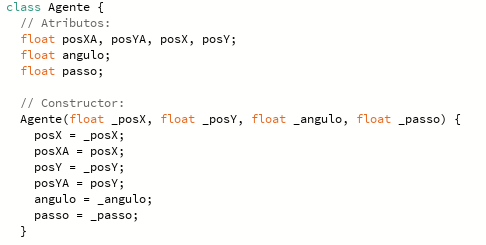 class Agente {
  // Atributos:
  float posXA, posYA, posX, posY;
  float angulo;
  float passo;

  // Constructor:
  Agente(float _posX, float _posY, float _angulo, float _passo) {
    posX = _posX;
    posXA = posX;
    posY = _posY;
    posYA = posY;
    angulo = _angulo;
    passo = _passo;
  }